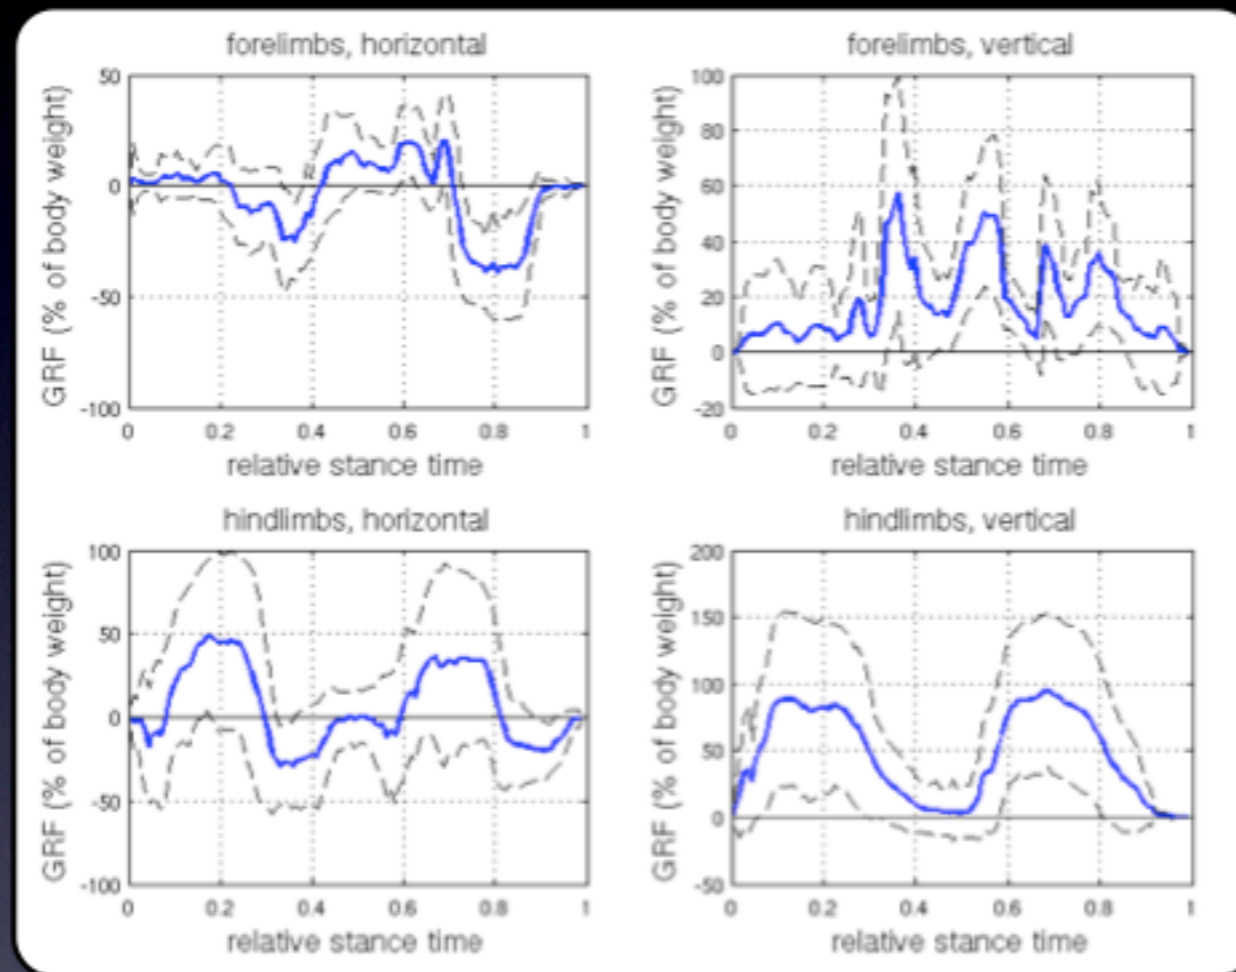 forelimbs, horizontal
GRF (% of body weight)
50
0
-50
-100
0 0.2 0.4 0.6 0.8 1
relative stance time
forelimbs, vertical
GRF (% of body weight)
100
80
60
40
20
0
-20
0 0.2 0.4 0.6 0.8 1
relative stance time
hindlimbs, horizontal
GRF (% of body weight)
100
50
0
-50
-100
0 0.2 0.4 0.6 0.8 1
relative stance time
hindlimbs, vertical
GRF (% of body weight)
200
150
100
50
0
-50
0 0.2 0.4 0.6 0.8 1
relative stance time